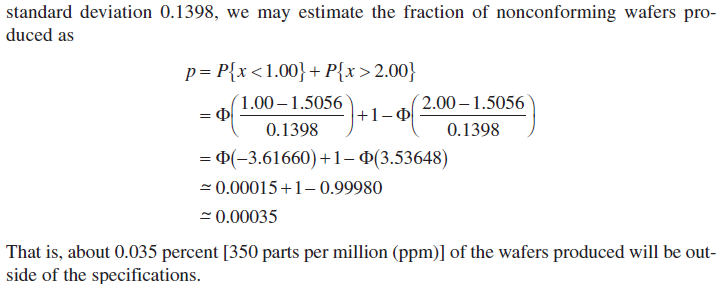 standard deviation 0.1398, we may estimate the fraction of nonconforming wafers pro-
duced as
p = P{x < 1.00} + P{x > 2.00}
= Φ((1.00 – 1.5056)/0.1398) + 1 – Φ((2.00 – 1.5056)/0.1398)
= Φ(–3.61660) + 1 – Φ(3.53648)
≃ 0.00015 + 1 – 0.99980
≃ 0.00035
That is, about 0.035 percent [350 parts per million (ppm)] of the wafers produced will be out-
side of the specifications.